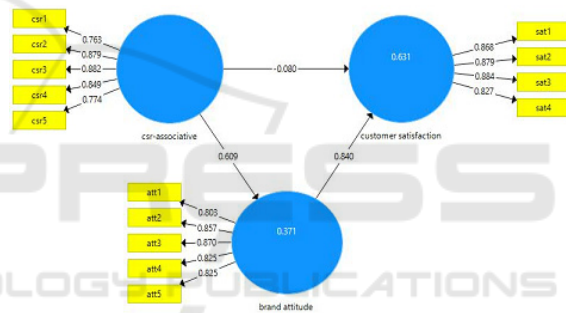 csr1
csr2
csr3
csr4
csr5
0.763
0.879
0.882
0.849
0.774
csr-associative
-0.080
0.631
customer satisfaction
0.868
0.879
0.884
0.827
sat1
sat2
sat3
sat4
0.609
0.840
att1
att2
att3
att4
att5
0.803
0.857
0.870
0.825
0.825
0.371
brand attitude
PRESS
OLOGY PUBLICATIONS